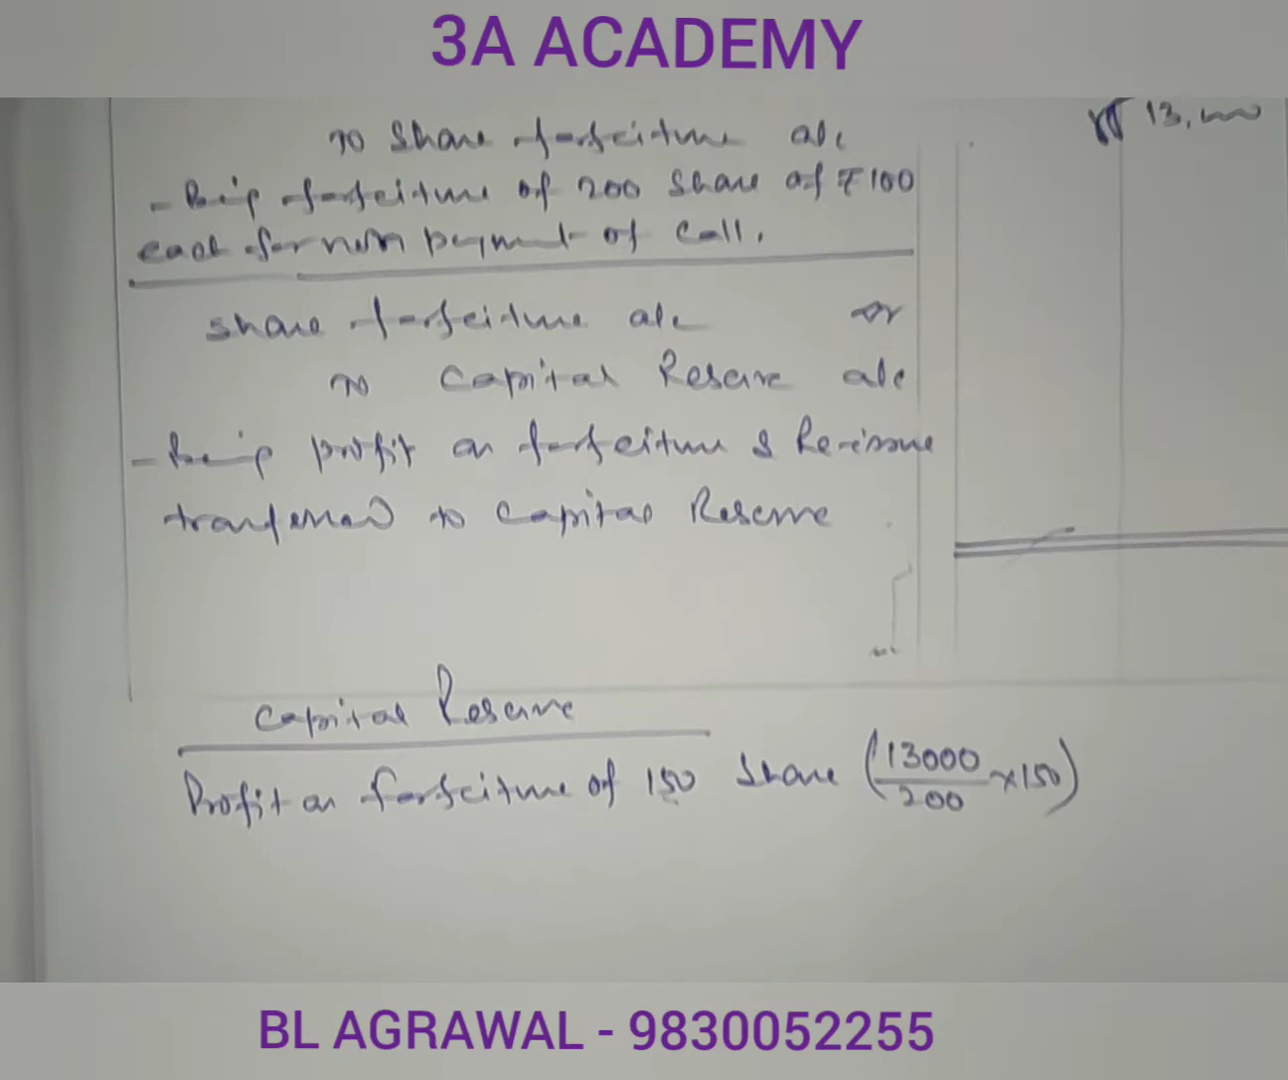 3A ACADEMY
To Share forfeiture a/c 13,000
- Being forfeiture of 200 Share of ₹100
each for non payment of call.
Share forfeiture a/c Dr
To Capital Reserve a/c
- Being profit on forfeiture & Re-issue
transferred to Capital Reserve
Capital Reserve
Profit on forfeiture of 150 Share (13000/200 ×150)
BL AGRAWAL - 9830052255